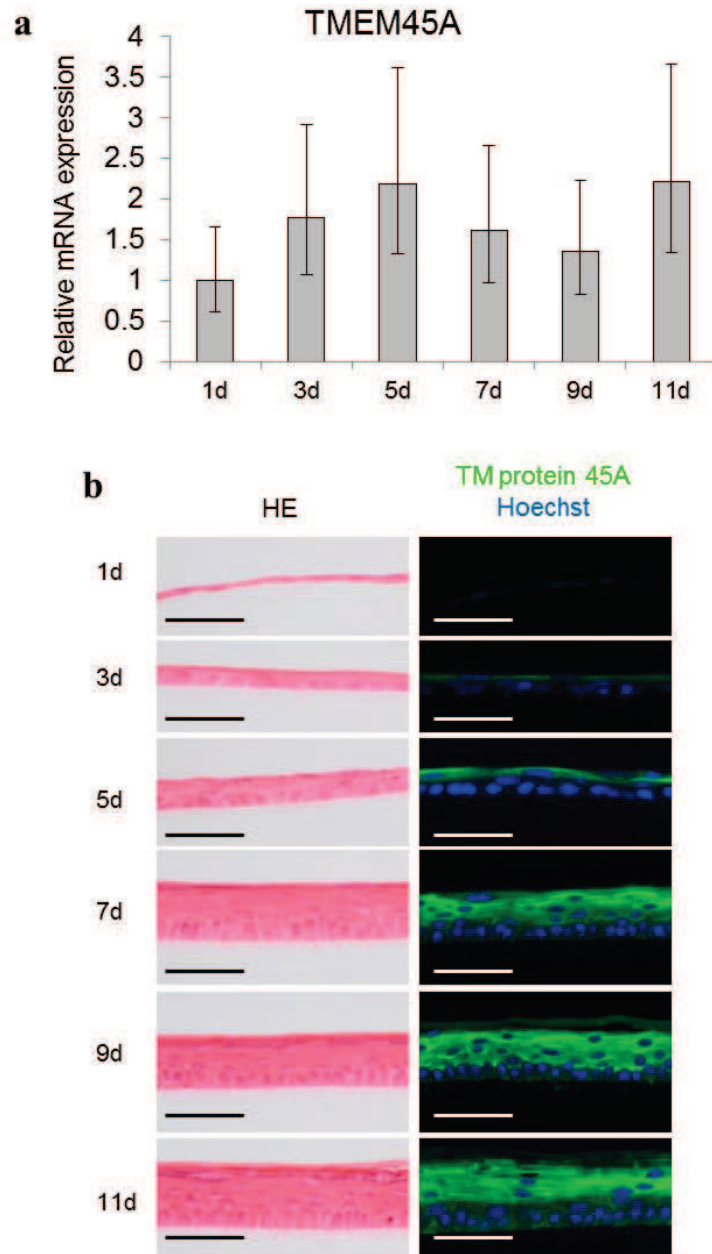 a
TMEM45A
Relative mRNA expression
4
3.5
3
2.5
2
1.5
1
0.5
0
1d 3d 5d 7d 9d 11d
b
HE
TM protein 45A
Hoechst
1d
3d
5d
7d
9d
11d